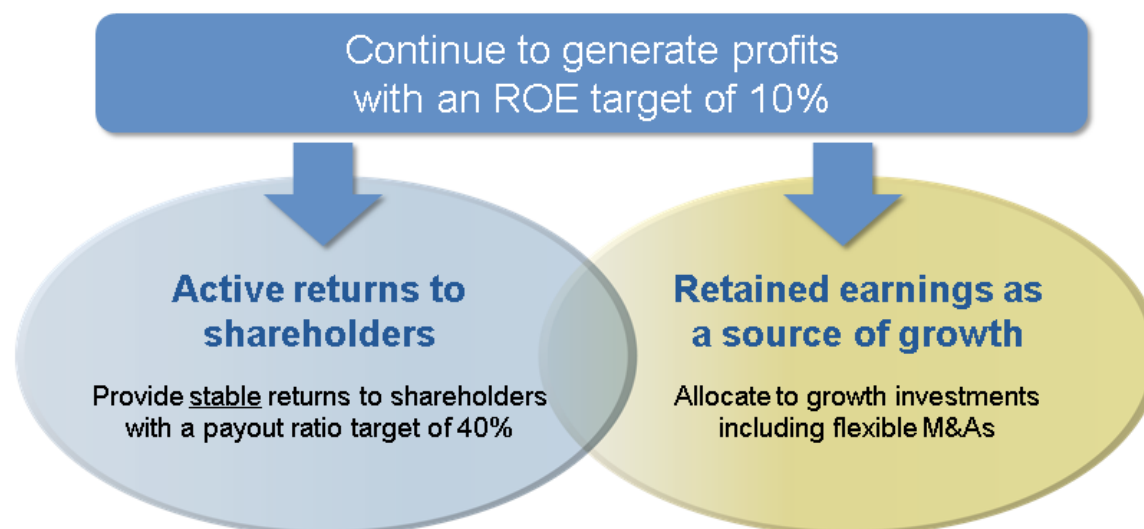 Continue to generate profits
with an ROE target of 10%
Active returns to
shareholders
Provide stable returns to shareholders
with a payout ratio target of 40%
Retained earnings as
a source of growth
Allocate to growth investments
including flexible M&As